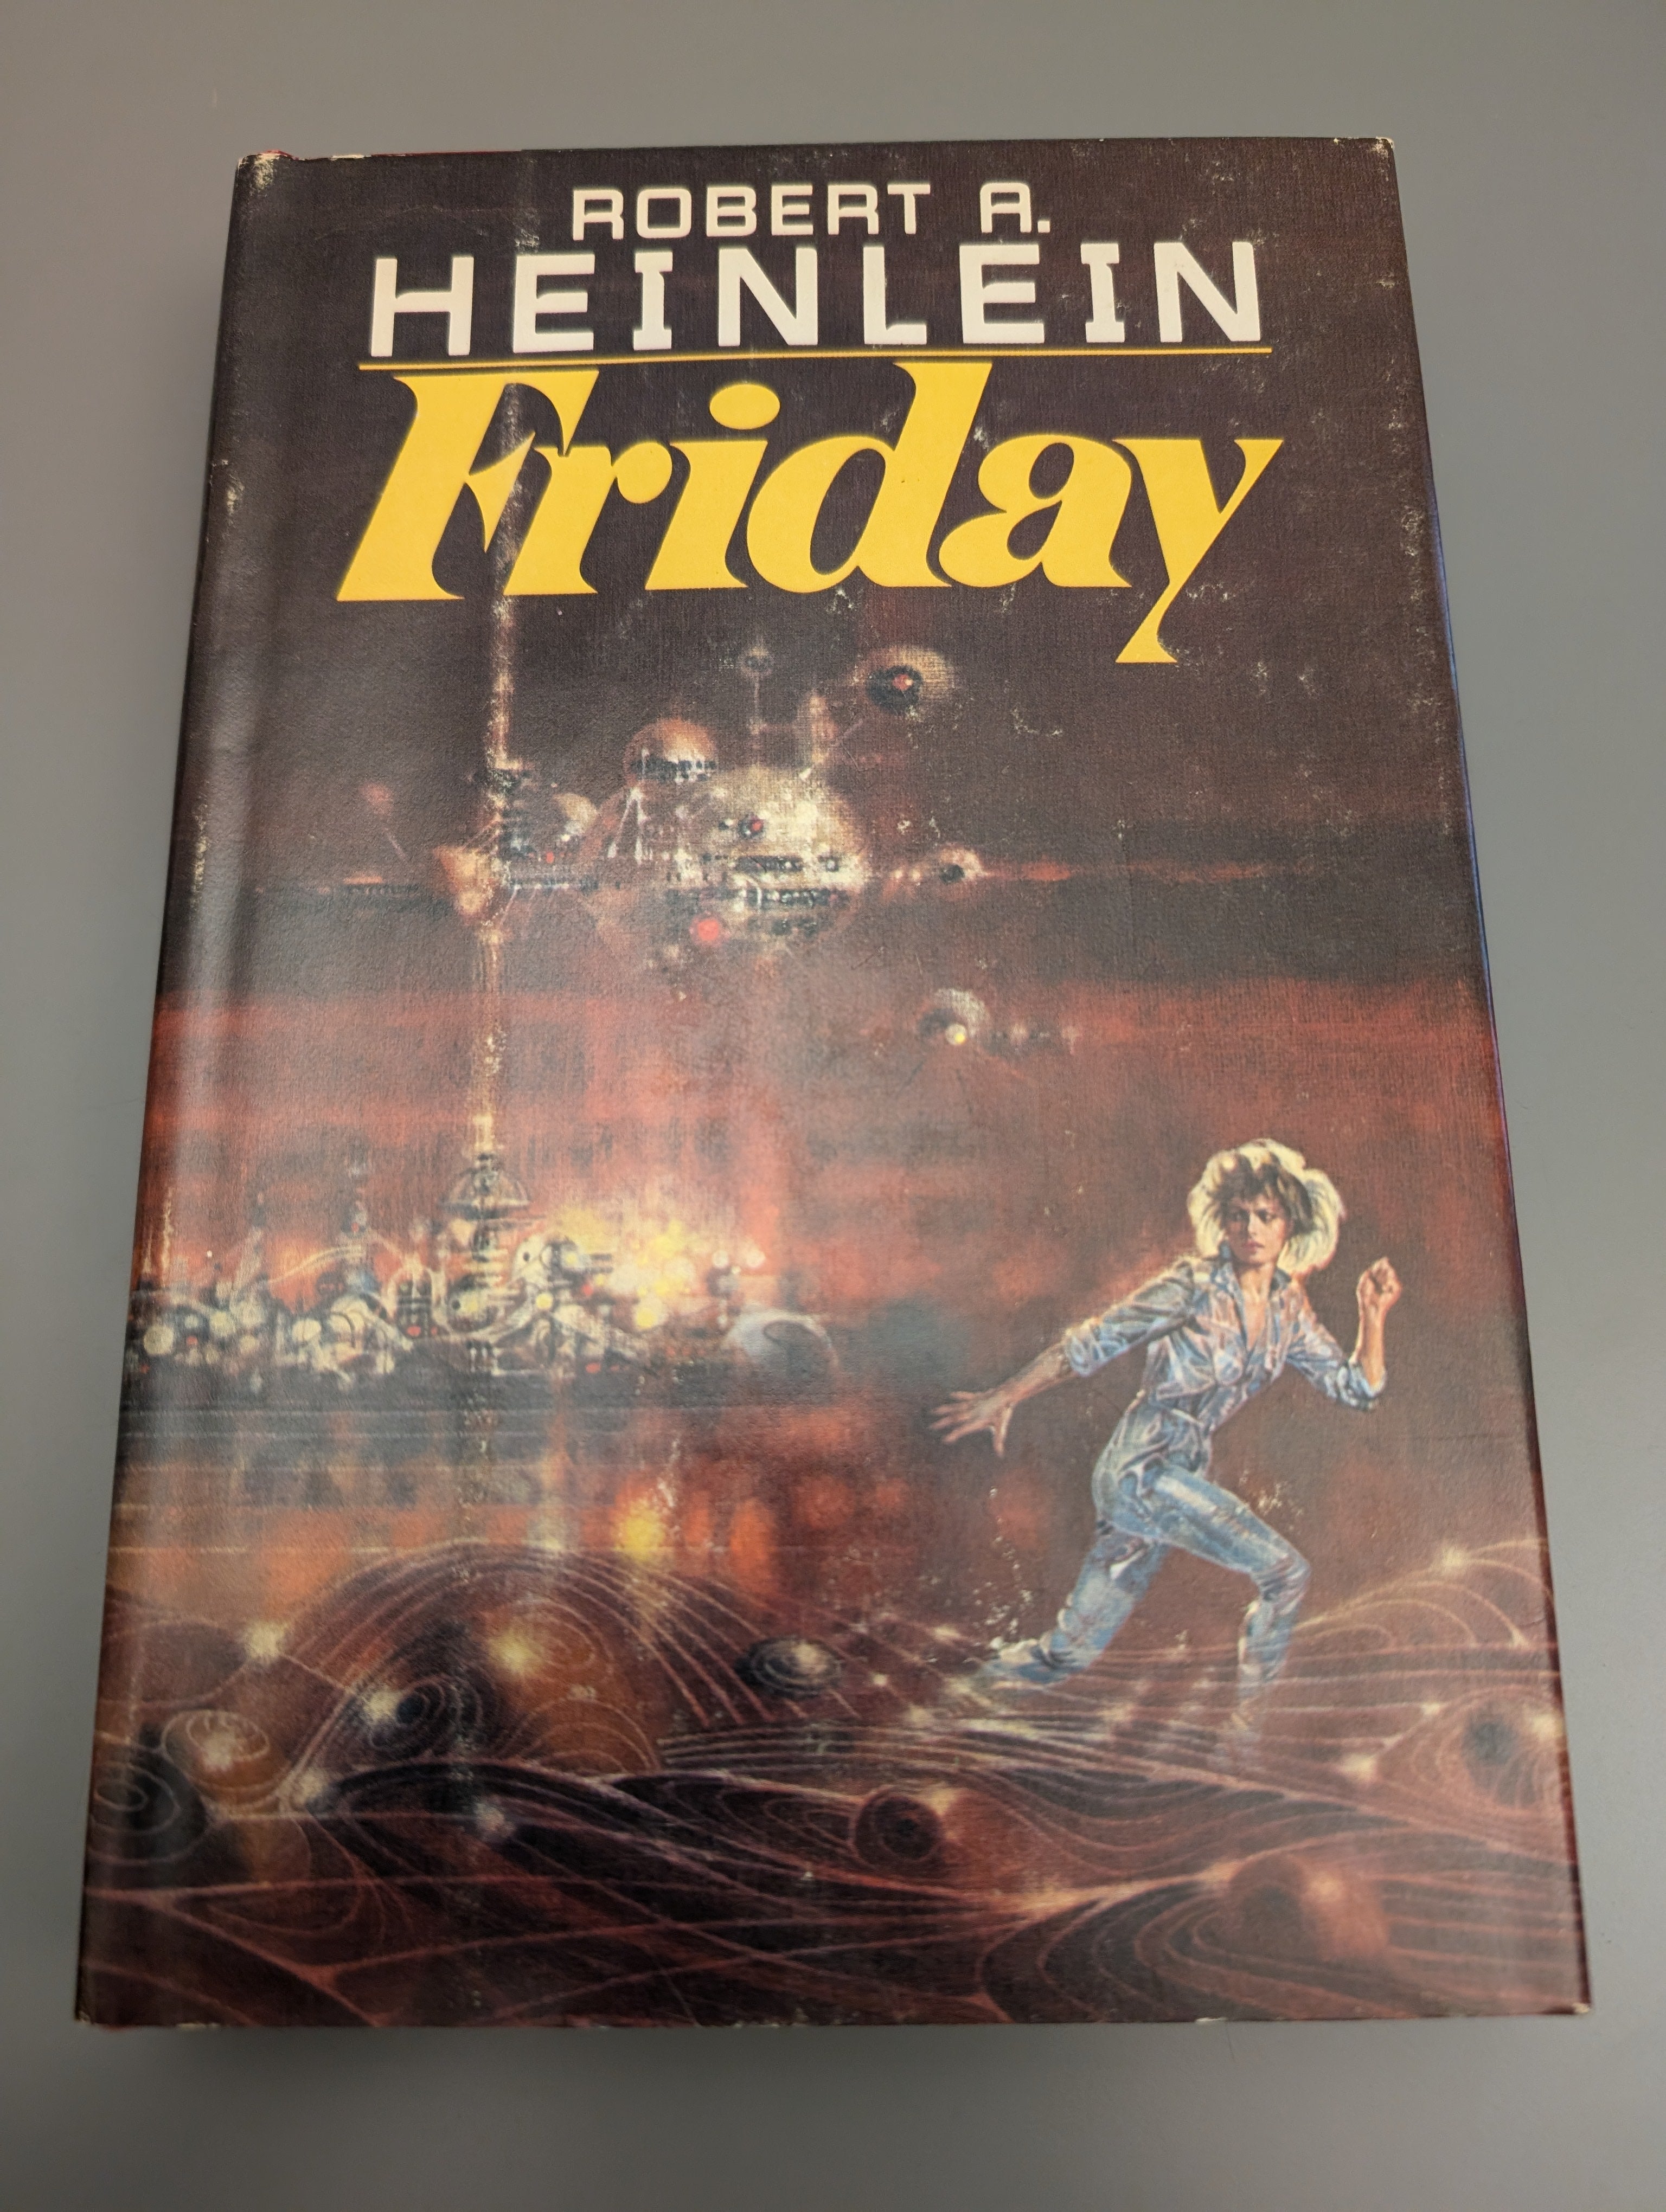 ROBERT A.
HEINLEIN
Friday